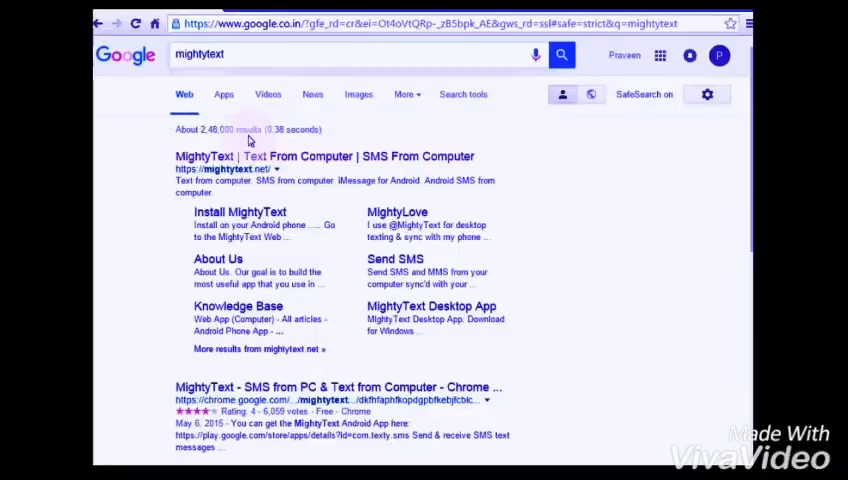 https://www.google.co.in/?gfe_rd=cr&ei=Ot4oVtQRp-_zB5bpk_AE&gws_rd=ssl#safe=strict&q=mightytext
Google mightytext Praveen P
Web Apps Videos News Images More Search tools SafeSearch on
About 2,48,000 results (0.38 seconds)
MightyText | Text From Computer | SMS From Computer
https://mightytext.net/
Text from computer. SMS from computer. iMessage for Android. Android SMS from
computer.
Install MightyText
Install on your Android phone ..... Go
to the MightyText Web ...
MightyLove
I use @MightyText for desktop
texting & sync with my phone ...
About Us
About Us. Our goal is to build the
most useful app that you use in ...
Send SMS
Send SMS and MMS from your
computer sync'd with your ...
Knowledge Base
Web App (Computer) - All articles -
Android Phone App - ...
MightyText Desktop App
MightyText Desktop App. Download
for Windows ...
More results from mightytext.net »
MightyText - SMS from PC & Text from Computer - Chrome ...
https://chrome.google.com/.../mightytext.../dkfhfaphfkopdgpbfkebjfcblc...
Rating: 4 - 6,059 votes - Free - Chrome
May 6, 2015 - You can get the MightyText Android App here:
https://play.google.com/store/apps/details?id=com.texty.sms Send & receive SMS text
messages ...
Made With
VivaVideo